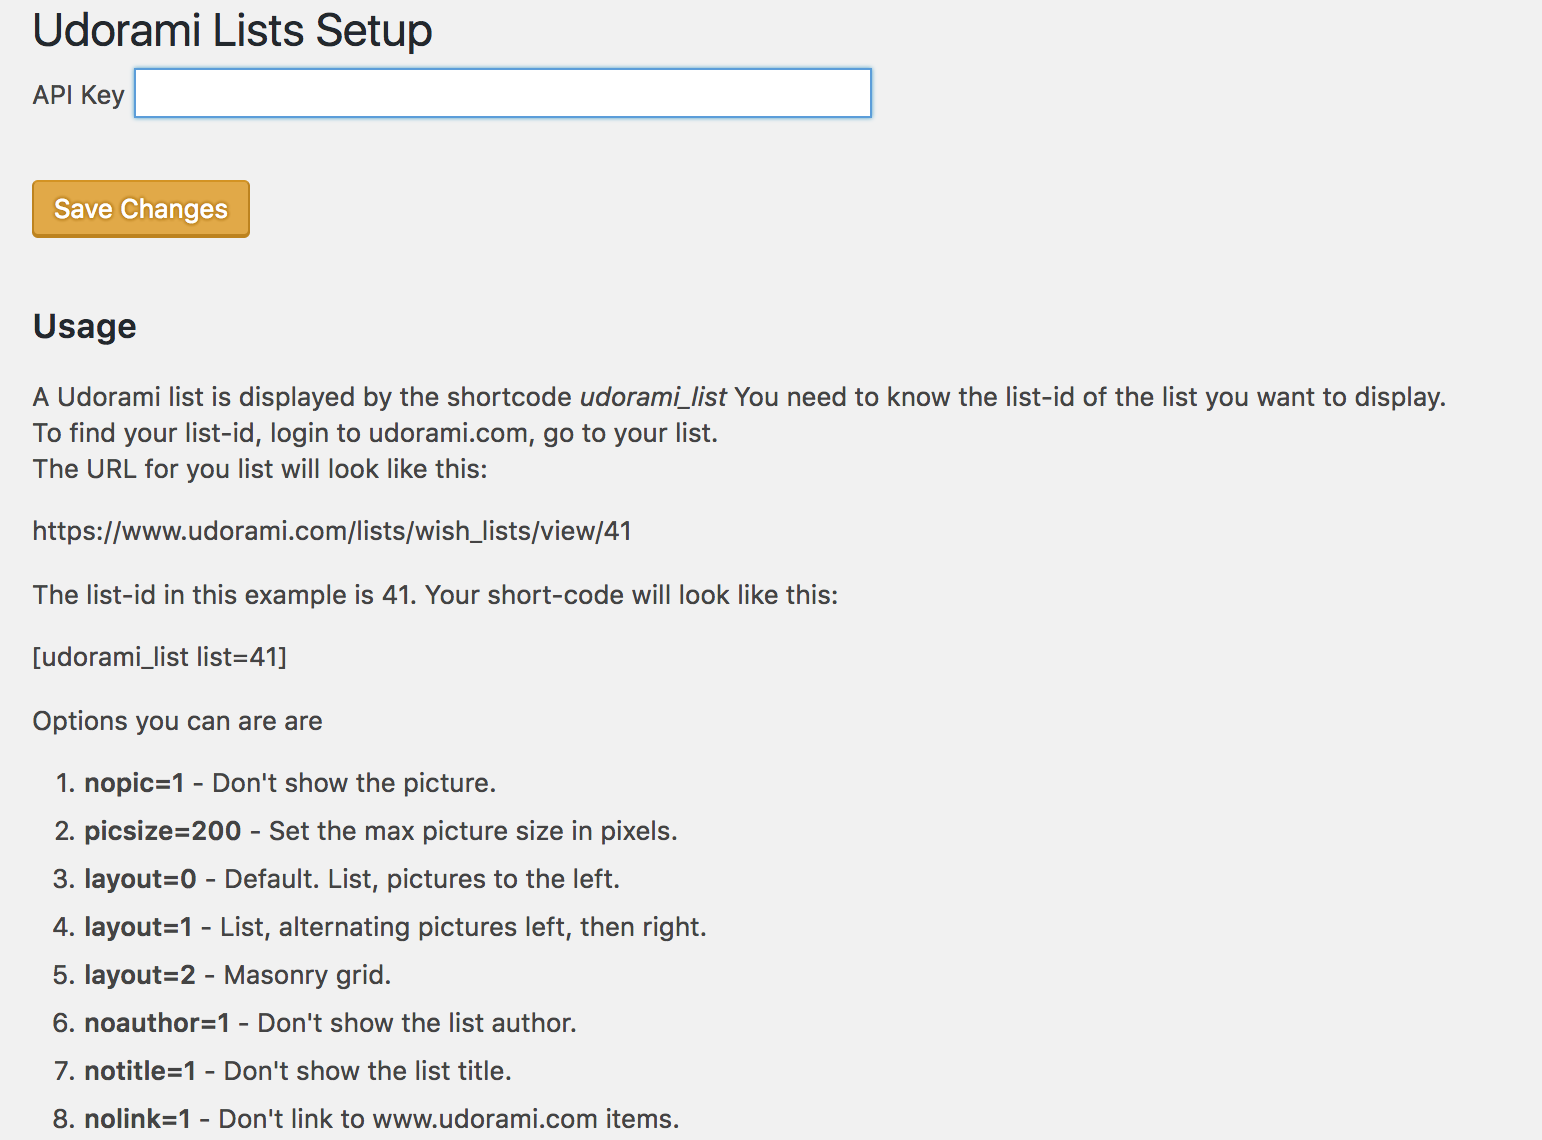 Udorami Lists Setup
API Key
Save Changes
Usage
A Udorami list is displayed by the shortcode udorami_list You need to know the list-id of the list you want to display.
To find your list-id, login to udorami.com, go to your list.
The URL for you list will look like this:
https://www.udorami.com/lists/wish_lists/view/41
The list-id in this example is 41. Your short-code will look like this:
[udorami_list list=41]
Options you can are are
1. nopic=1 - Don't show the picture.
2. picsize=200 - Set the max picture size in pixels.
3. layout=0 - Default. List, pictures to the left.
4. layout=1 - List, alternating pictures left, then right.
5. layout=2 - Masonry grid.
6. noauthor=1 - Don't show the list author.
7. notitle=1 - Don't show the list title.
8. nolink=1 - Don't link to www.udorami.com items.